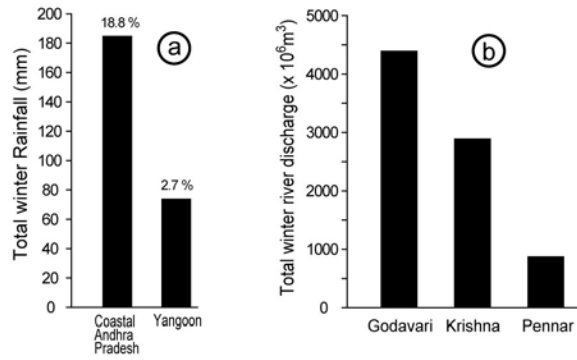 Total winter Rainfall (mm)
200
180
160
140
120
100
80
60
40
20
0
18.8 %
2.7 %
a
Coastal
Andhra
Pradesh
Yangoon
Total winter river discharge (x 10⁶m³)
5000
4000
3000
2000
1000
0
b
Godavari
Krishna
Pennar